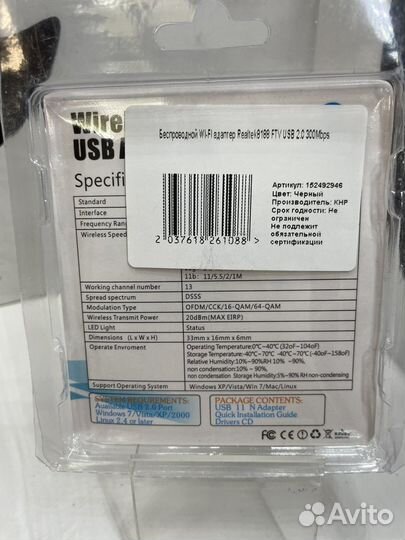 Wire
USB A
Specifi
Беспроводной Wi-Fi адаптер Realtek8188 FTV USB 2.0 300Mbps
Артикул: 152492946
Цвет: Черный
Производитель: КНР
Срок годности: Не
ограничен
Не подлежит
обязательной
сертификации
2 037618 261088 >
Standard
Interface
Frequency Rang
Wireless Speed
11b: 11/5.5/2/1M
Working channel number 13
Spread spectrum DSSS
Modulation Type OFDM/CCK/16-QAM/64-QAM
Wireless Transmit Power 20dBm(MAX EIRP)
LED Light Status
Dimensions (L x W x H) 33mm x 16mm x 6mm
Operate Enviroment Operating Temperature:0℃~40℃ (32oF~104oF)
Storage Temperature:-40℃~70℃ -40℃~70℃ (-40oF~158oF)
Relative Humidity:10%~90%RH 10% ~90%,
non condensation:10% ~ 90%,
non condensation Storage Humidity:5%~90% RH non-condensing
Support Operating System Windows XP/Vista/Win 7/Mac/Linux
SYSTEM REQUIREMENTS:
Available USB 2.0 Port
Windows 7/Vista/XP/2000
Linux 2.4 or later
PACKAGE CONTENTS:
USB 11 N Adapter
Quick Installation Guide
Drivers CD
FC CE
Avito